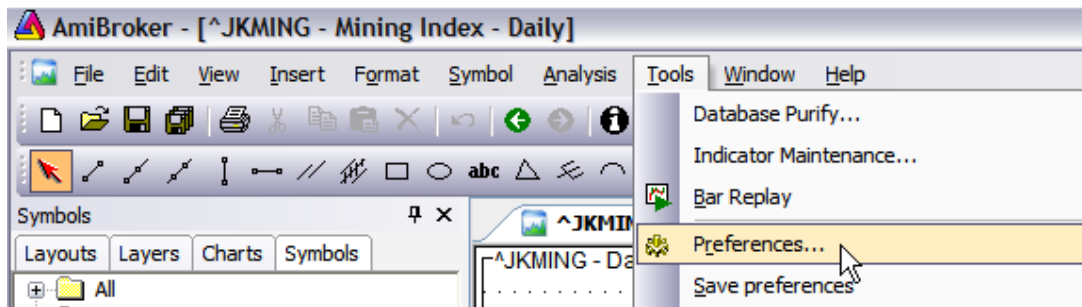 AmiBroker - [^JKMING - Mining Index - Daily]
File Edit View Insert Format Symbol Analysis Tools Window Help
Database Purify...
Indicator Maintenance...
abc
Bar Replay
Symbols
^JKMIN
Preferences...
Layouts Layers Charts Symbols
^JKMING - Da
All
Save preferences